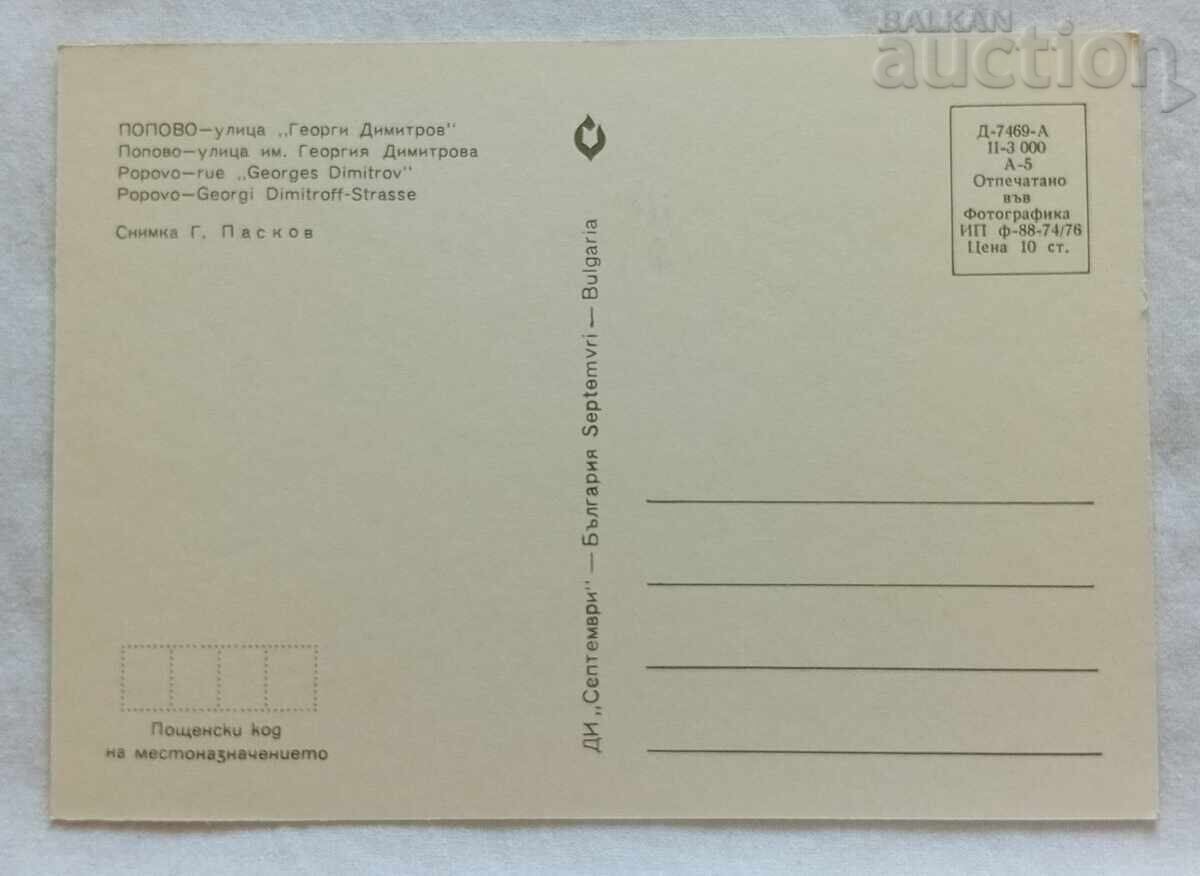 BALKAN
auction
ПОПОВО—улица „Георги Димитров"
Попово—улица им. Георгия Димитрова
Popovo—rue „Georges Dimitrov"
Popovo—Georgi Dimitroff-Strasse
Снимка Г. Пасков
Д-7469-А
II-3 000
А-5
Отпечатано
във
Фотографика
ИП ф-88-74/76
Цена 10 ст.
ДИ „Септември" — България Septemvri — Bulgaria
Пощенски код
на местоназначението